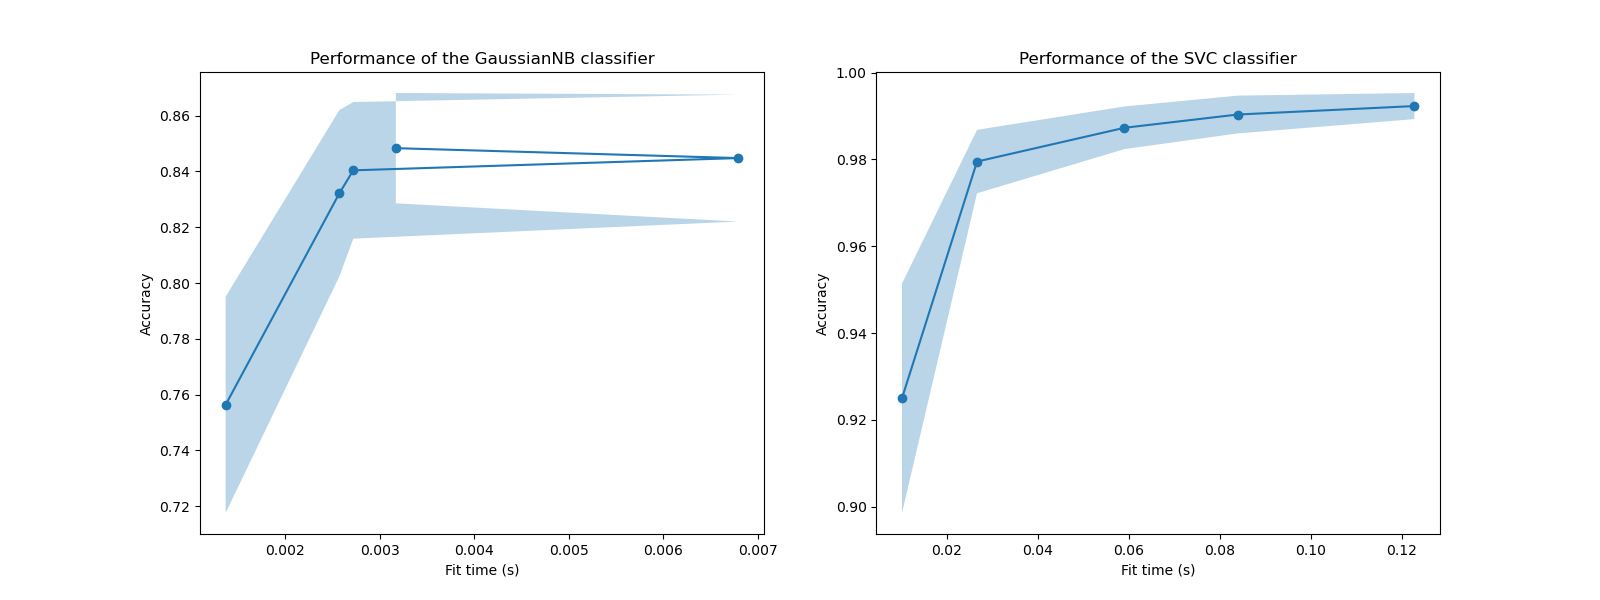 Performance of the GaussianNB classifier
Accuracy
0.86
0.84
0.82
0.80
0.78
0.76
0.74
0.72
0.002 0.003 0.004 0.005 0.006 0.007
Fit time (s)
Performance of the SVC classifier
Accuracy
1.00
0.98
0.96
0.94
0.92
0.90
0.02 0.04 0.06 0.08 0.10 0.12
Fit time (s)